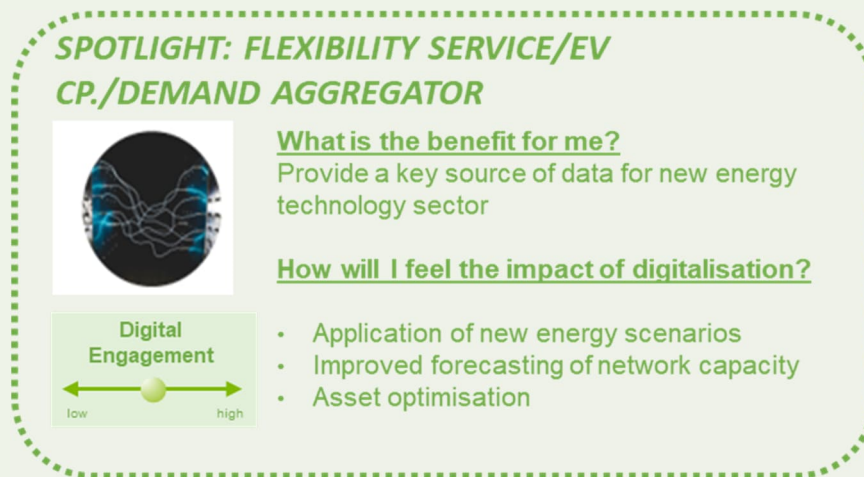 SPOTLIGHT: FLEXIBILITY SERVICE/EV
CP./DEMAND AGGREGATOR
What is the benefit for me?
Provide a key source of data for new energy
technology sector
How will I feel the impact of digitalisation?
• Application of new energy scenarios
• Improved forecasting of network capacity
• Asset optimisation
Digital
Engagement
low high